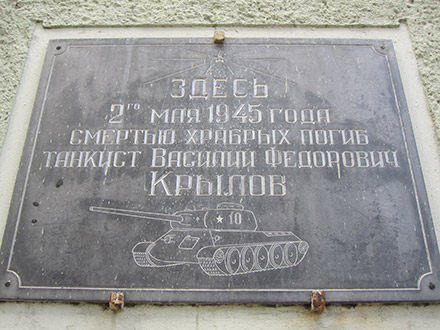 ЗДЕСЬ
2го МАЯ 1945 ГОДА
СМЕРТЬЮ ХРАБРЫХ ПОГИБ
ТАНКИСТ ВАСИЛИЙ ФЕДОРОВИЧ
КРЫЛОВ
10